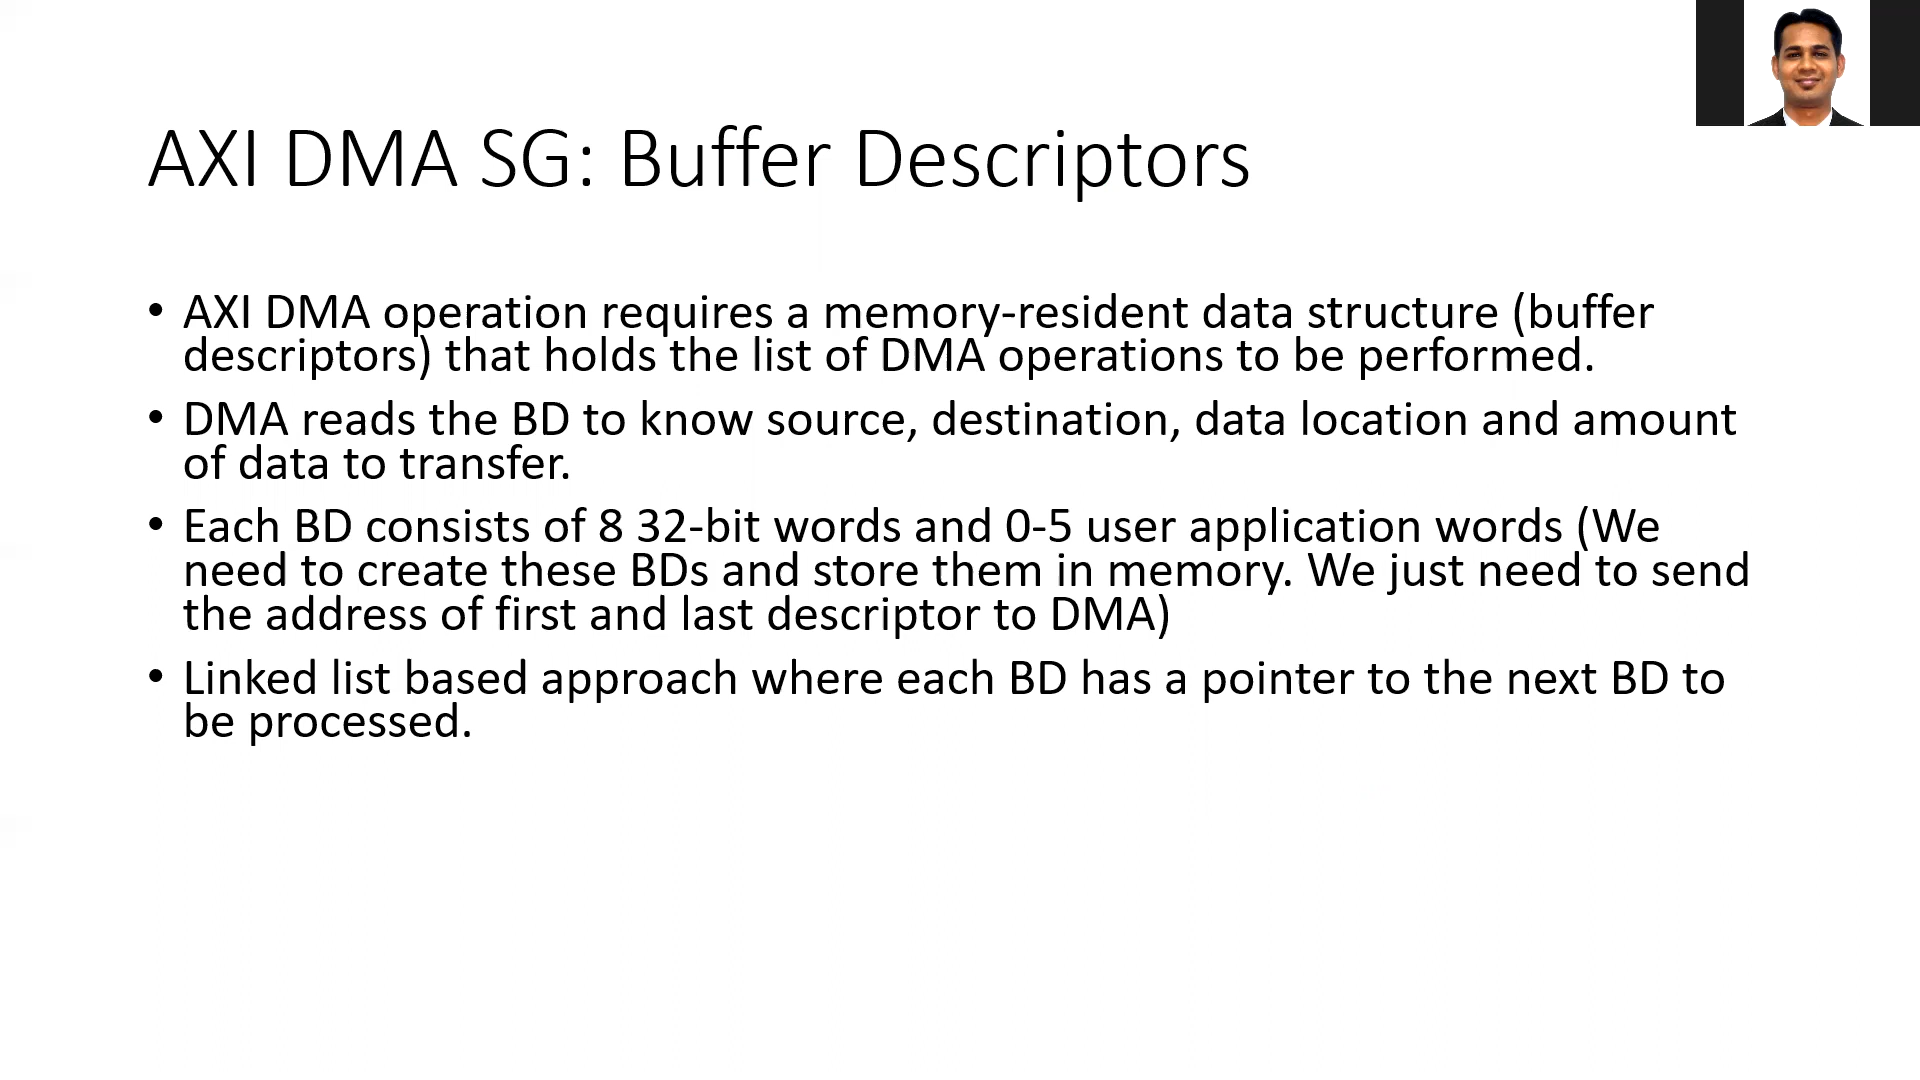 AXI DMA SG: Buffer Descriptors
• AXI DMA operation requires a memory-resident data structure (buffer
descriptors) that holds the list of DMA operations to be performed.
• DMA reads the BD to know source, destination, data location and amount
of data to transfer.
• Each BD consists of 8 32-bit words and 0-5 user application words (We
need to create these BDs and store them in memory. We just need to send
the address of first and last descriptor to DMA)
• Linked list based approach where each BD has a pointer to the next BD to
be processed.